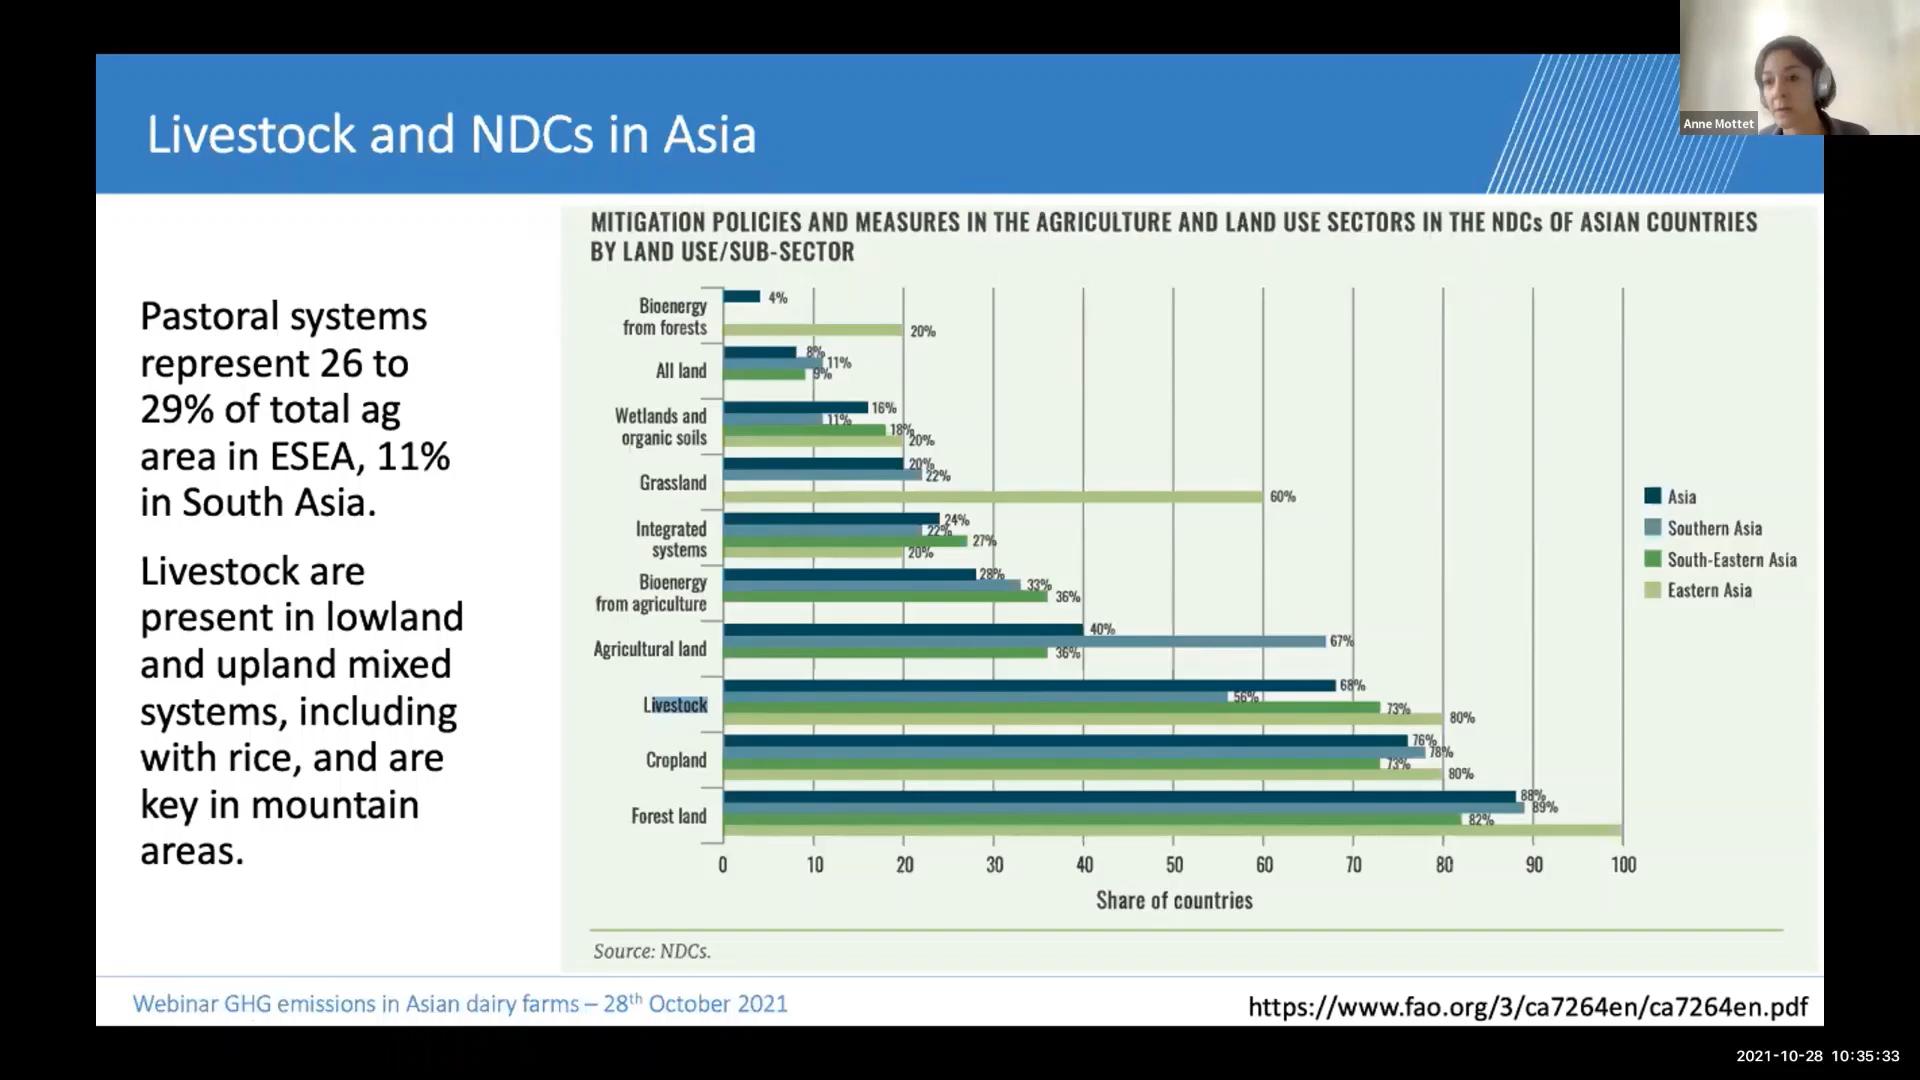 Anne Mottet
Livestock and NDCs in Asia
Pastoral systems
represent 26 to
29% of total ag
area in ESEA, 11%
in South Asia.
Livestock are
present in lowland
and upland mixed
systems, including
with rice, and are
key in mountain
areas.
MITIGATION POLICIES AND MEASURES IN THE AGRICULTURE AND LAND USE SECTORS IN THE NDCs OF ASIAN COUNTRIES
BY LAND USE/SUB-SECTOR
Bioenergy
from forests
4%
20%
All land
8%
11%
9%
Wetlands and
organic soils
16%
11%
18%
20%
Grassland
20%
22%
60%
Integrated
systems
24%
22%
27%
20%
Bioenergy
from agriculture
28%
33%
36%
Agricultural land
40%
67%
36%
Livestock
68%
56%
73%
80%
Cropland
76%
78%
73%
80%
Forest land
88%
89%
82%
0 10 20 30 40 50 60 70 80 90 100
Share of countries
Asia
Southern Asia
South-Eastern Asia
Eastern Asia
Source: NDCs.
Webinar GHG emissions in Asian dairy farms – 28th October 2021
https://www.fao.org/3/ca7264en/ca7264en.pdf
2021-10-28 10:35:33